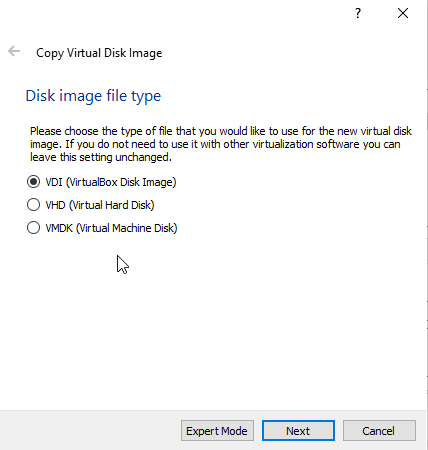 ?
Copy Virtual Disk Image
Disk image file type
Please choose the type of file that you would like to use for the new virtual disk
image. If you do not need to use it with other virtualization software you can
leave this setting unchanged.
VDI (VirtualBox Disk Image)
VHD (Virtual Hard Disk)
VMDK (Virtual Machine Disk)
Expert Mode
Next
Cancel